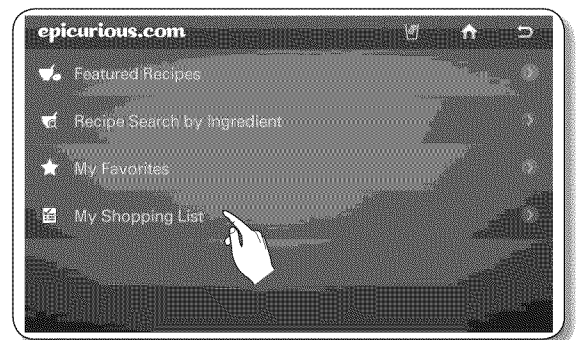 epicurious.com
Featured Recipes
Recipe Search by Ingredient
My Favorites
My Shopping List